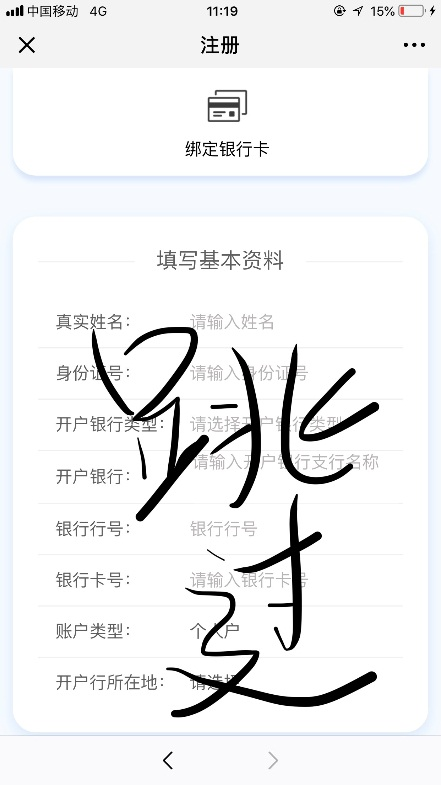 中国移动 4G 11:19 15%
注册
绑定银行卡
填写基本资料
真实姓名： 请输入姓名
身份证号： 请输入身份证号
开户银行类型： 请选择开户银行类型
开户银行： 请输入开户银行支行名称
银行行号： 银行行号
银行卡号： 请输入银行卡号
账户类型： 个人户
开户行所在地： 请选择
跳
过